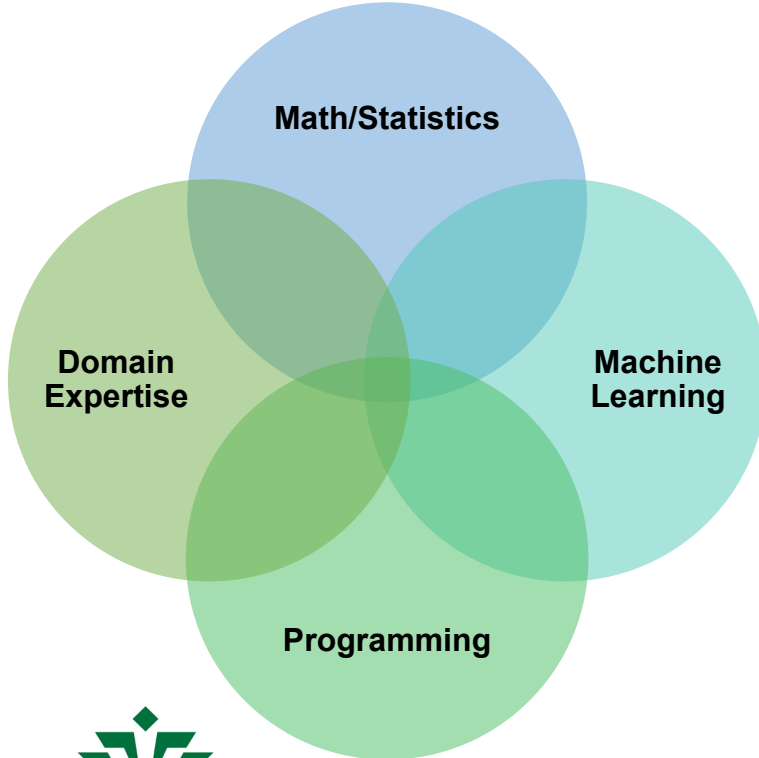 Math/Statistics
Domain
Expertise
Machine
Learning
Programming